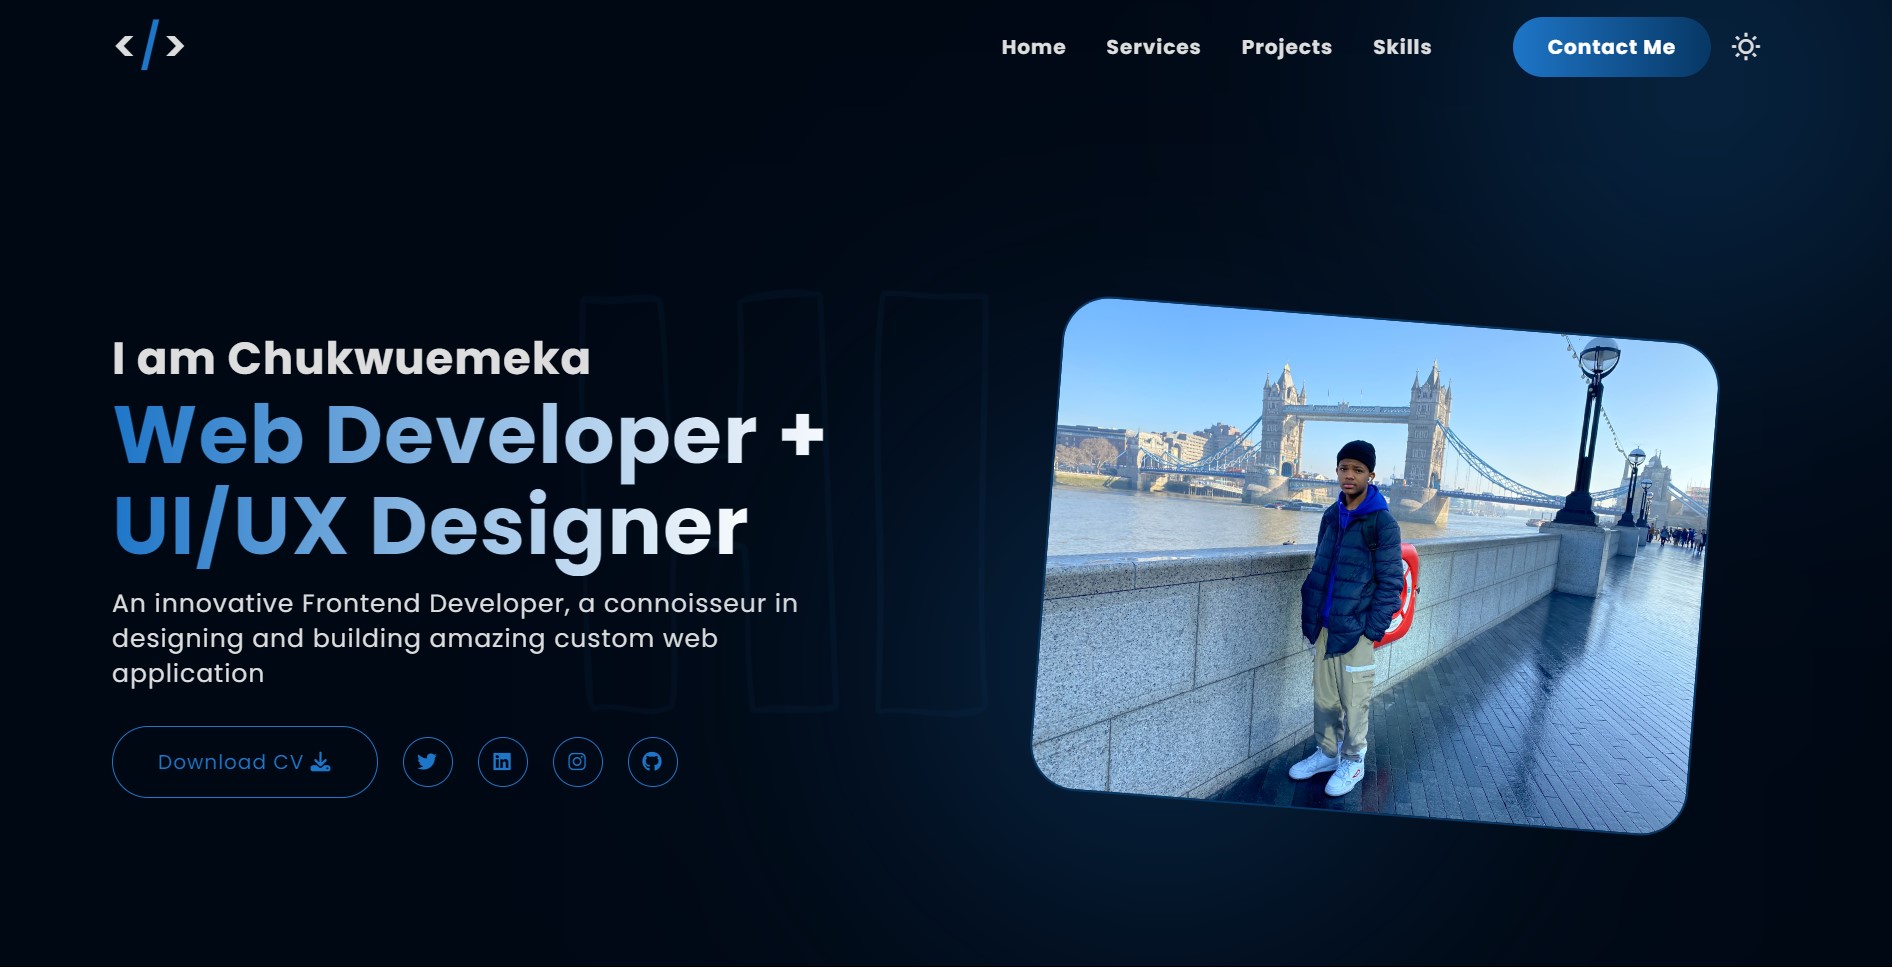 </>
Home Services Projects Skills Contact Me
I am Chukwuemeka
Web Developer +
UI/UX Designer
An innovative Frontend Developer, a connoisseur in
designing and building amazing custom web
application
Download CV